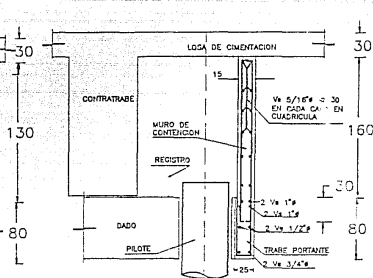 LOSA DE CIMENTACION
30
30
15
CONTRATRABE
Vs 5/16"ø 30
EN CADA EN
CUADRICULA
MURO DE
CONTENCION
130
160
REGISTRO
30
2 Vs 1"ø
2 Vs 1"ø
2 Vs 1/2"ø
80
DADO
80
PILOTE
TRABE PORTANTE
2 Vs 3/4"ø
25